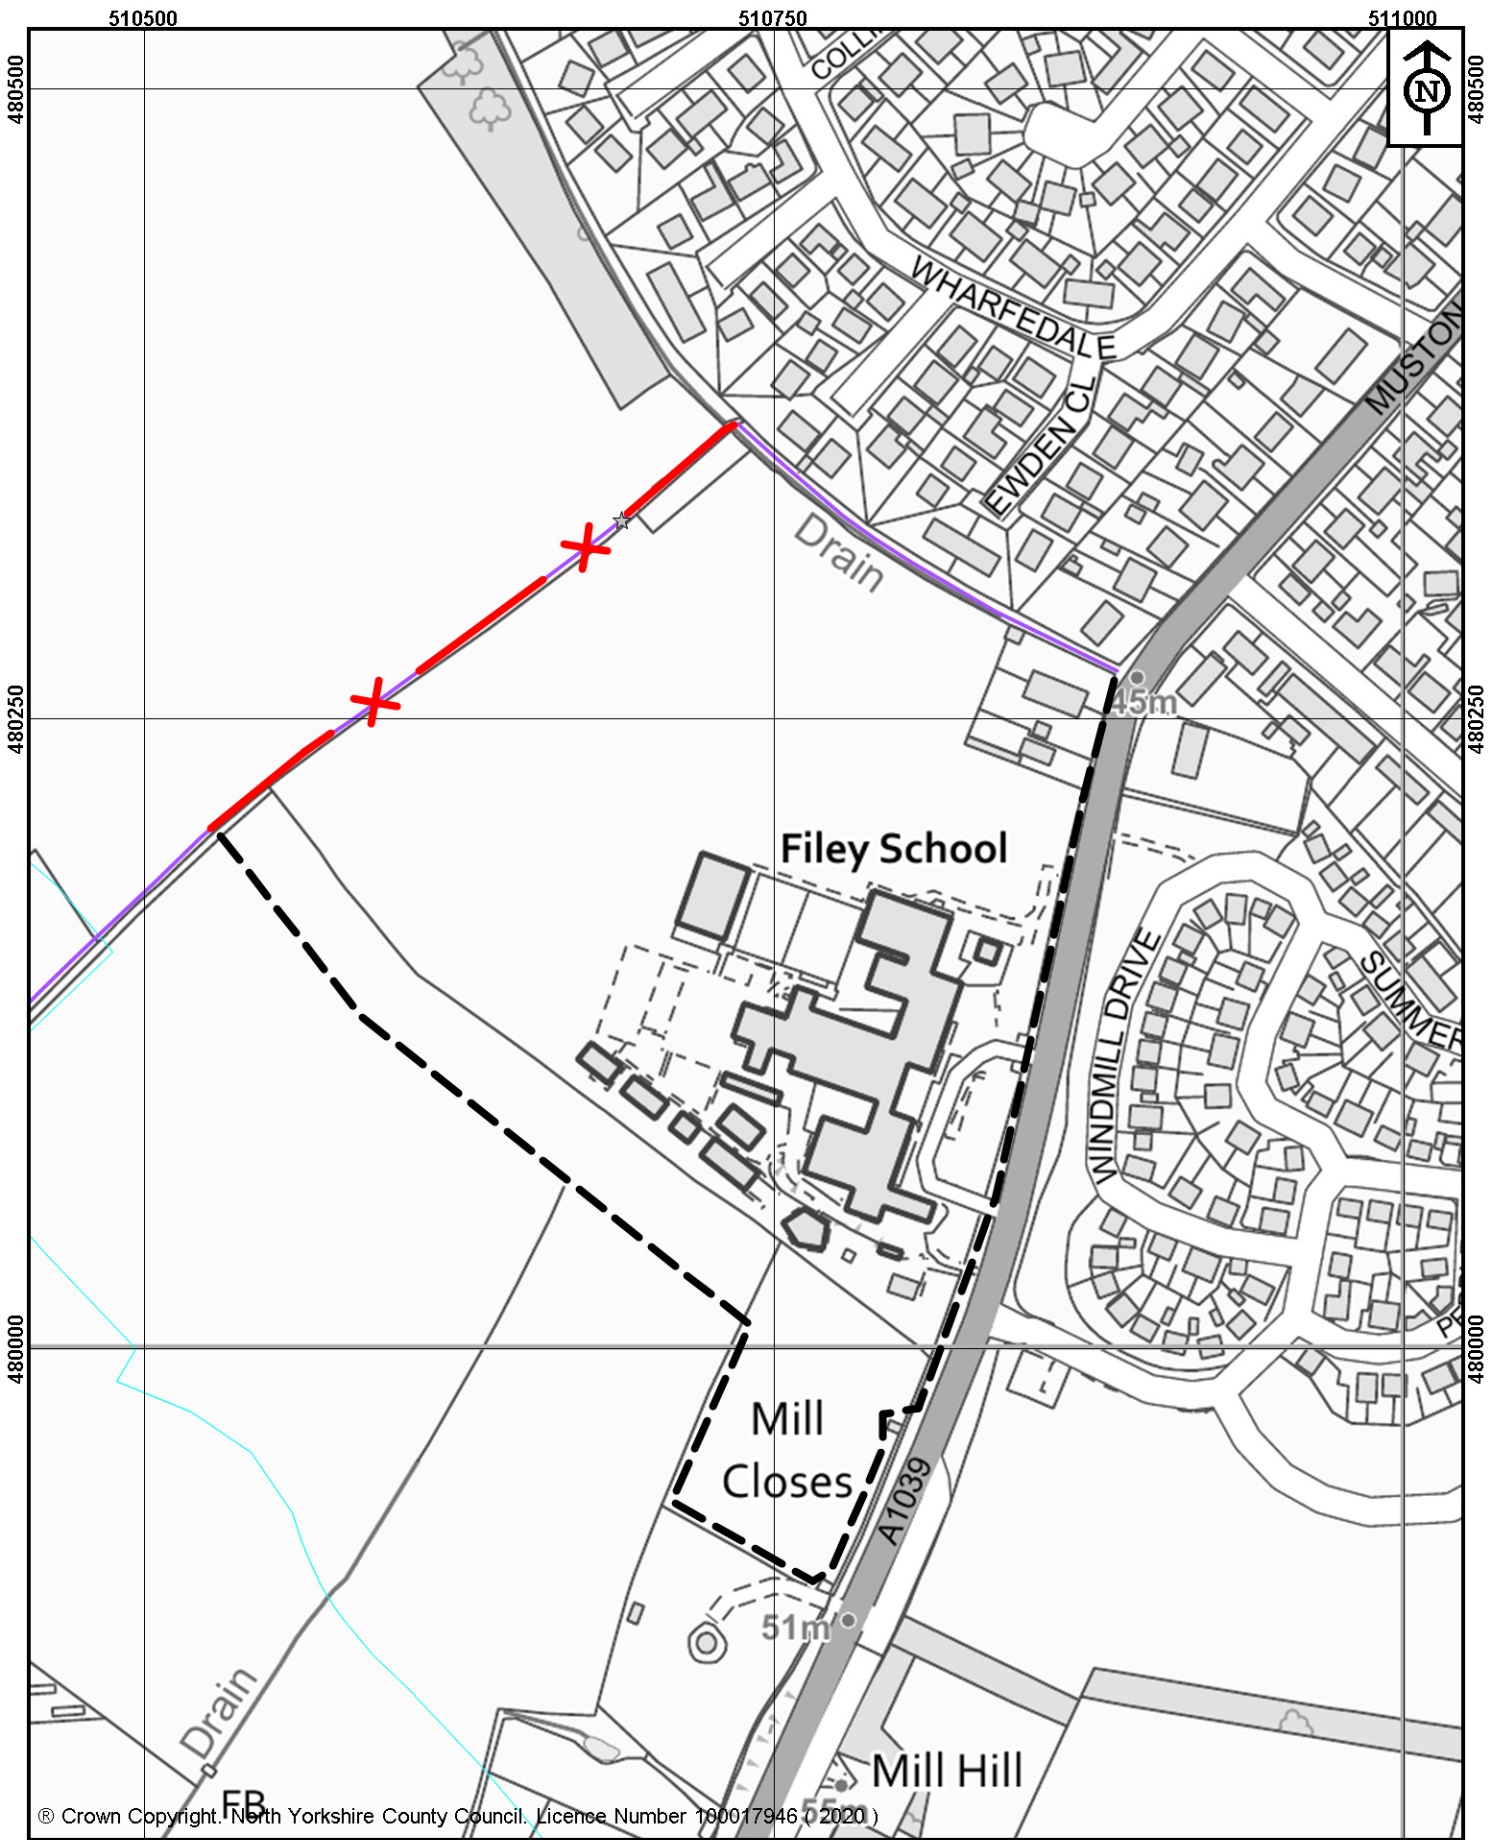 510500
510750
511000
N
480500
480500
COLLI
WHARFEDALE
MUSTON
EWDEN CL
Drain
45m
480250
480250
Filey School
WINDMILL DRIVE
SUMMER
480000
480000
Mill
Closes
A1039
51m
Drain
Mill Hill
FB
55m
® Crown Copyright. North Yorkshire County Council. Licence Number 100017946 ( 2020 )